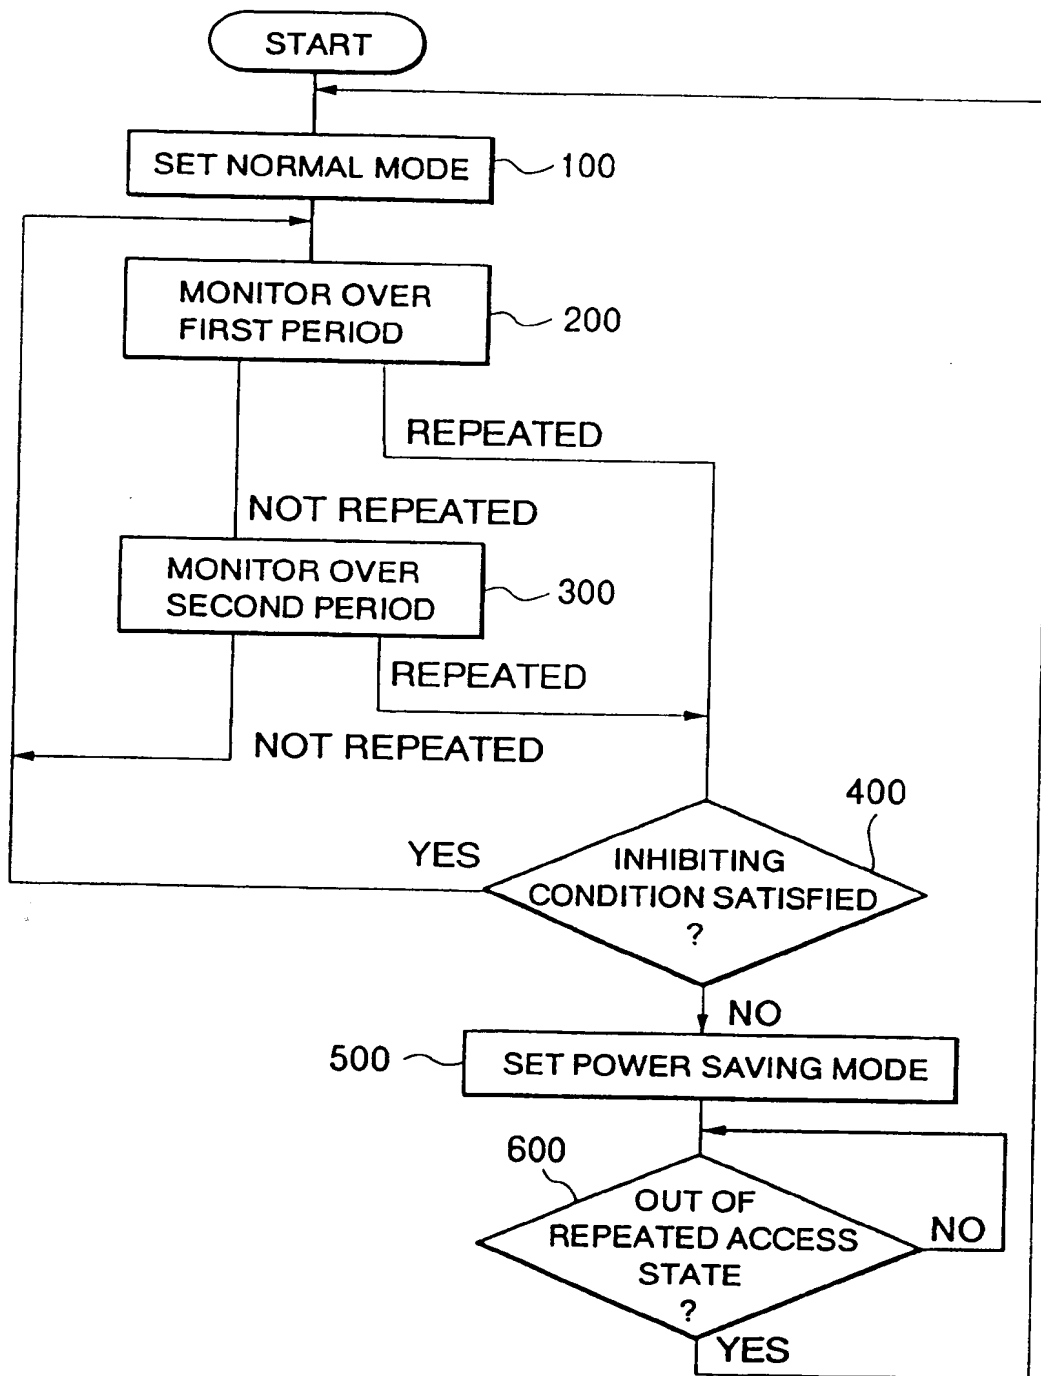 START
SET NORMAL MODE
100
MONITOR OVER
FIRST PERIOD
200
REPEATED
NOT REPEATED
MONITOR OVER
SECOND PERIOD
300
REPEATED
NOT REPEATED
400
YES
INHIBITING
CONDITION SATISFIED
?
NO
500
SET POWER SAVING MODE
600
OUT OF
REPEATED ACCESS
STATE
?
NO
YES